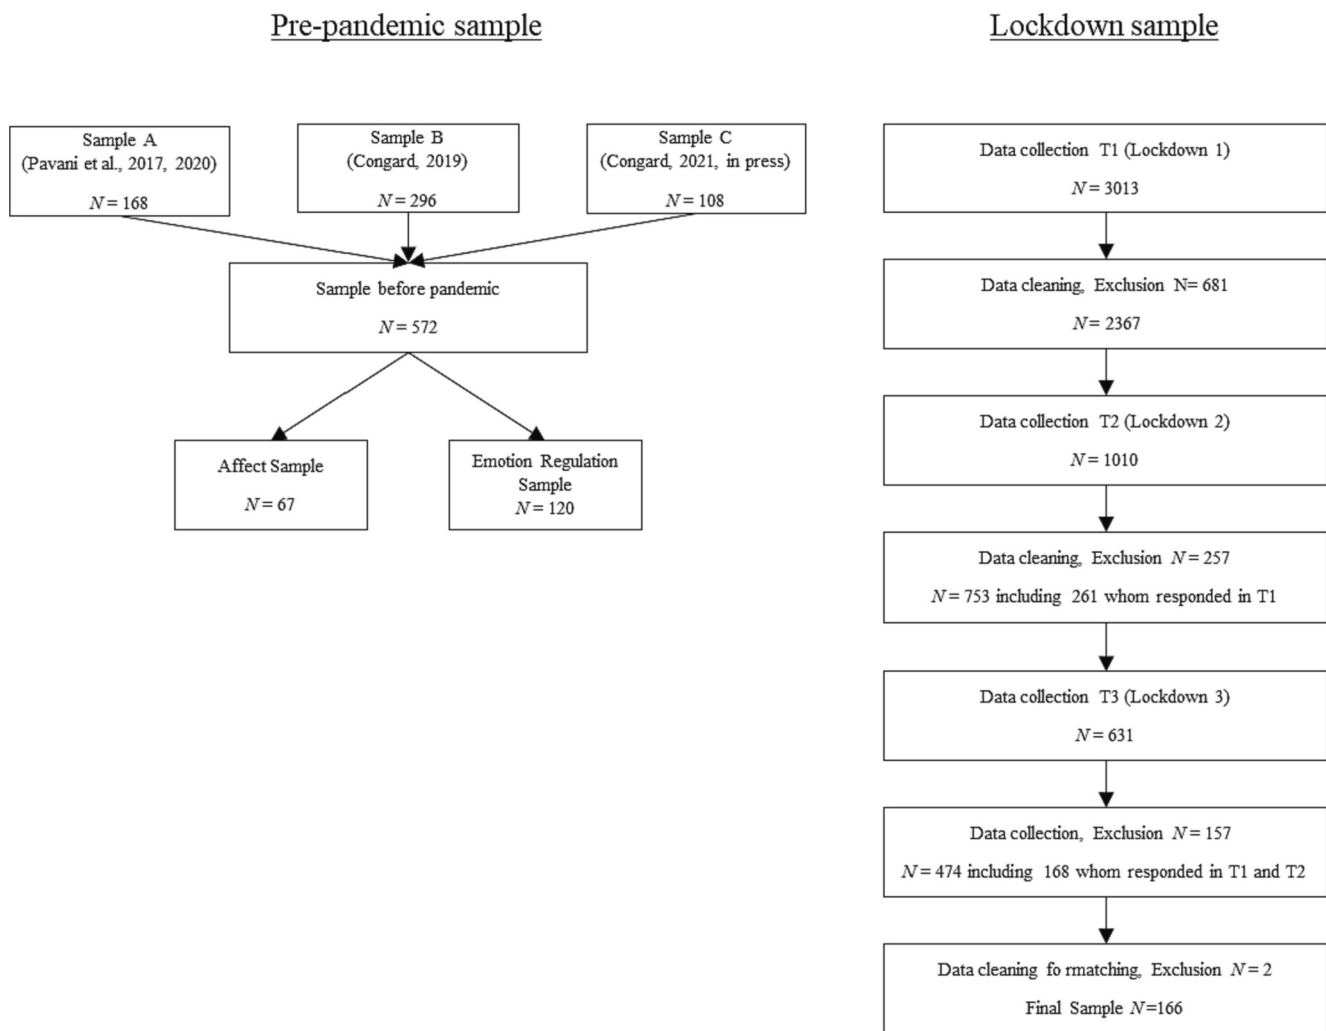 Pre-pandemic sample
Sample A
(Pavani et al., 2017, 2020)
N = 168
Sample B
(Congard, 2019)
N = 296
Sample C
(Congard, 2021, in press)
N = 108
Sample before pandemic
N = 572
Affect Sample
N = 67
Emotion Regulation
Sample
N = 120
Lockdown sample
Data collection T1 (Lockdown 1)
N = 3013
Data cleaning, Exclusion N= 681
N = 2367
Data collection T2 (Lockdown 2)
N = 1010
Data cleaning, Exclusion N = 257
N = 753 including 261 whom responded in T1
Data collection T3 (Lockdown 3)
N = 631
Data collection, Exclusion N = 157
N = 474 including 168 whom responded in T1 and T2
Data cleaning fo rmatching, Exclusion N = 2
Final Sample N=166